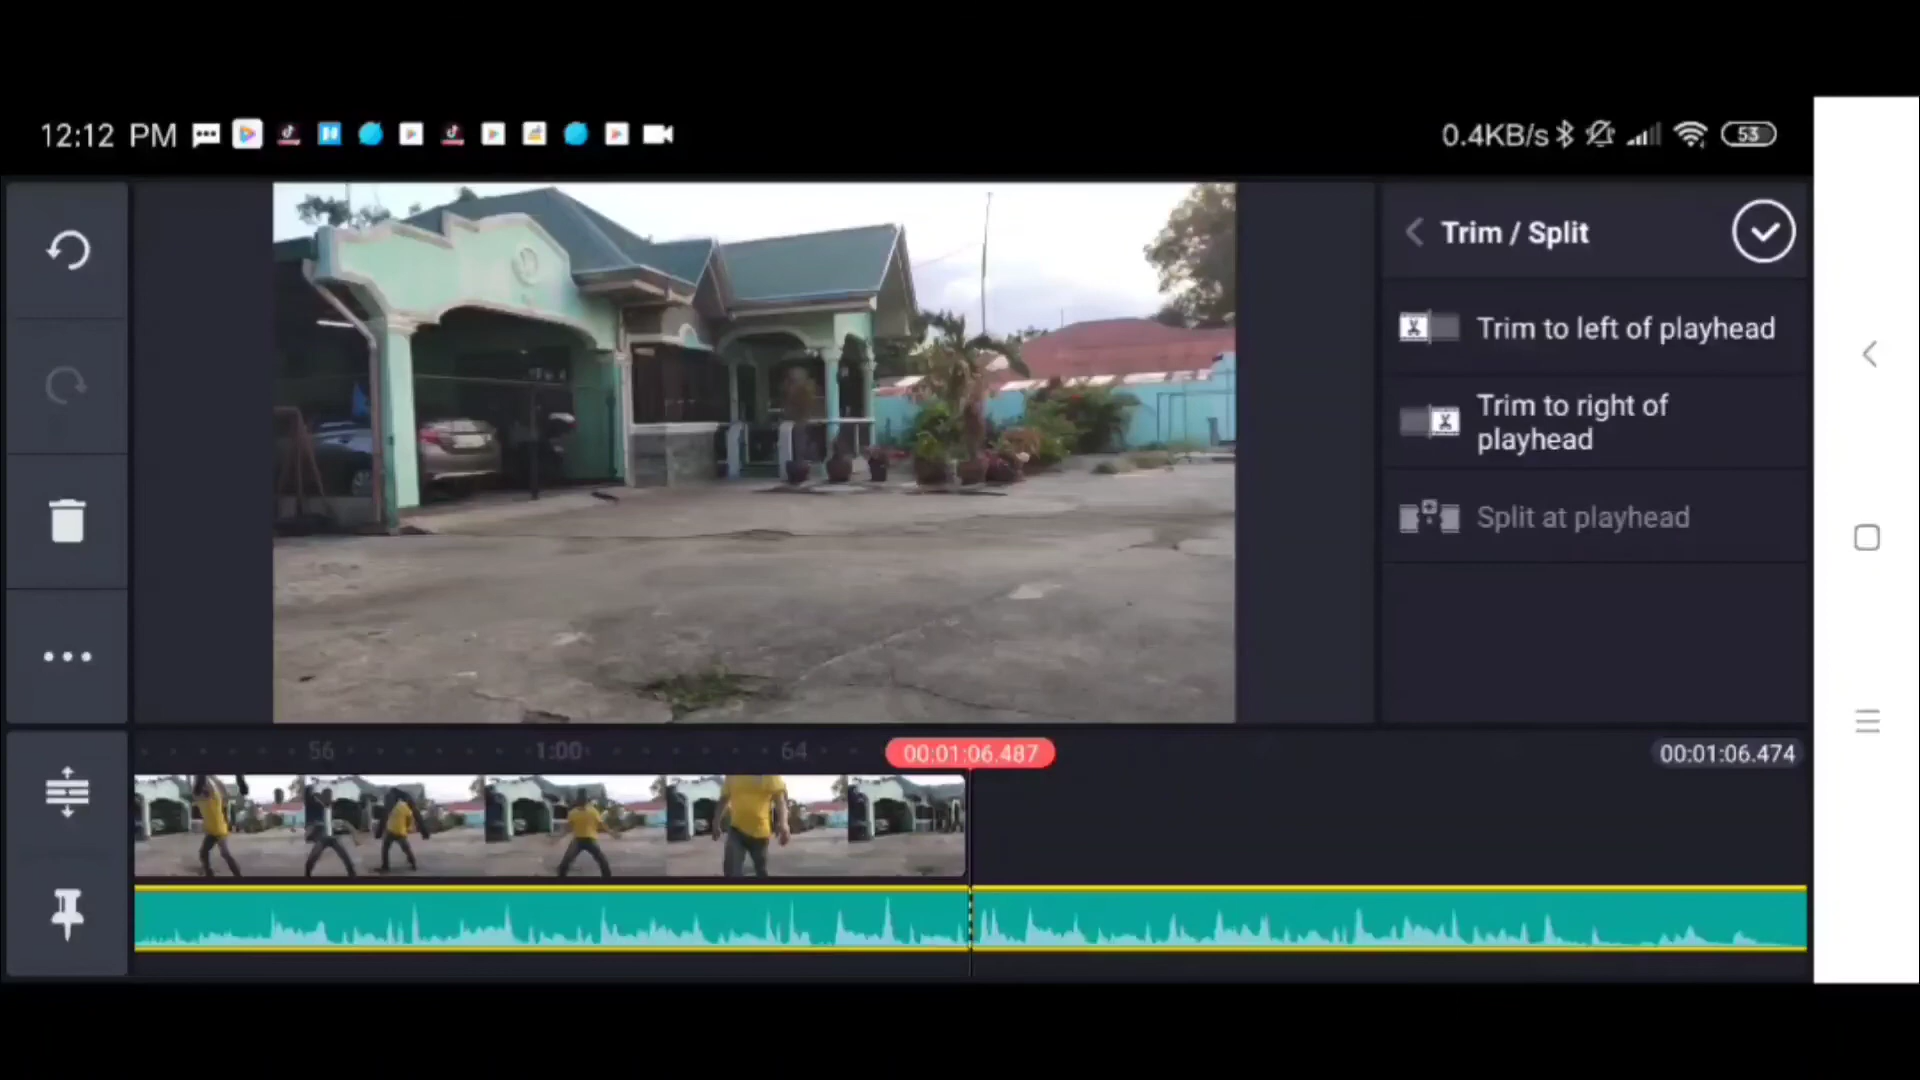 12:12 PM
0.4KB/s
53
Trim / Split
Trim to left of playhead
Trim to right of
playhead
Split at playhead
56
1:00
64
00:01:06.487
00:01:06.474